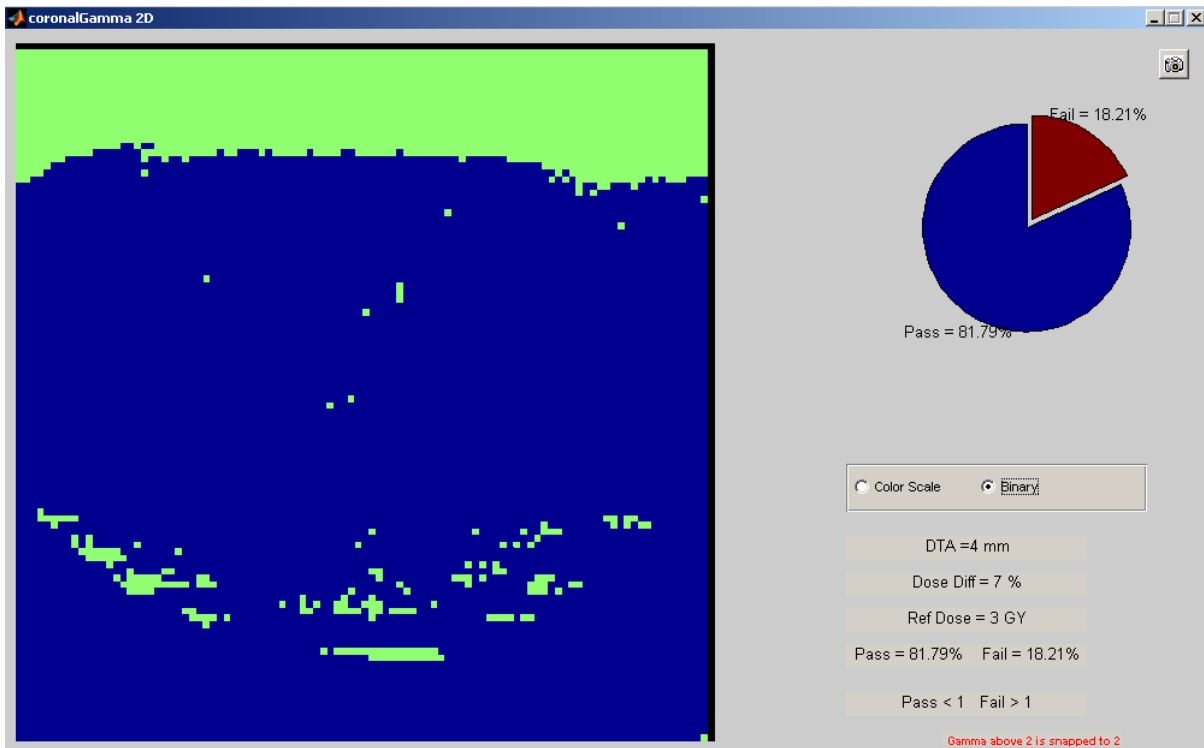 coronalGamma 2D
Fail = 18.21%
Pass = 81.79%
Color Scale
Binary
DTA =4 mm
Dose Diff = 7 %
Ref Dose = 3 GY
Pass = 81.79% Fail = 18.21%
Pass < 1 Fail > 1
Gamma above 2 is snapped to 2